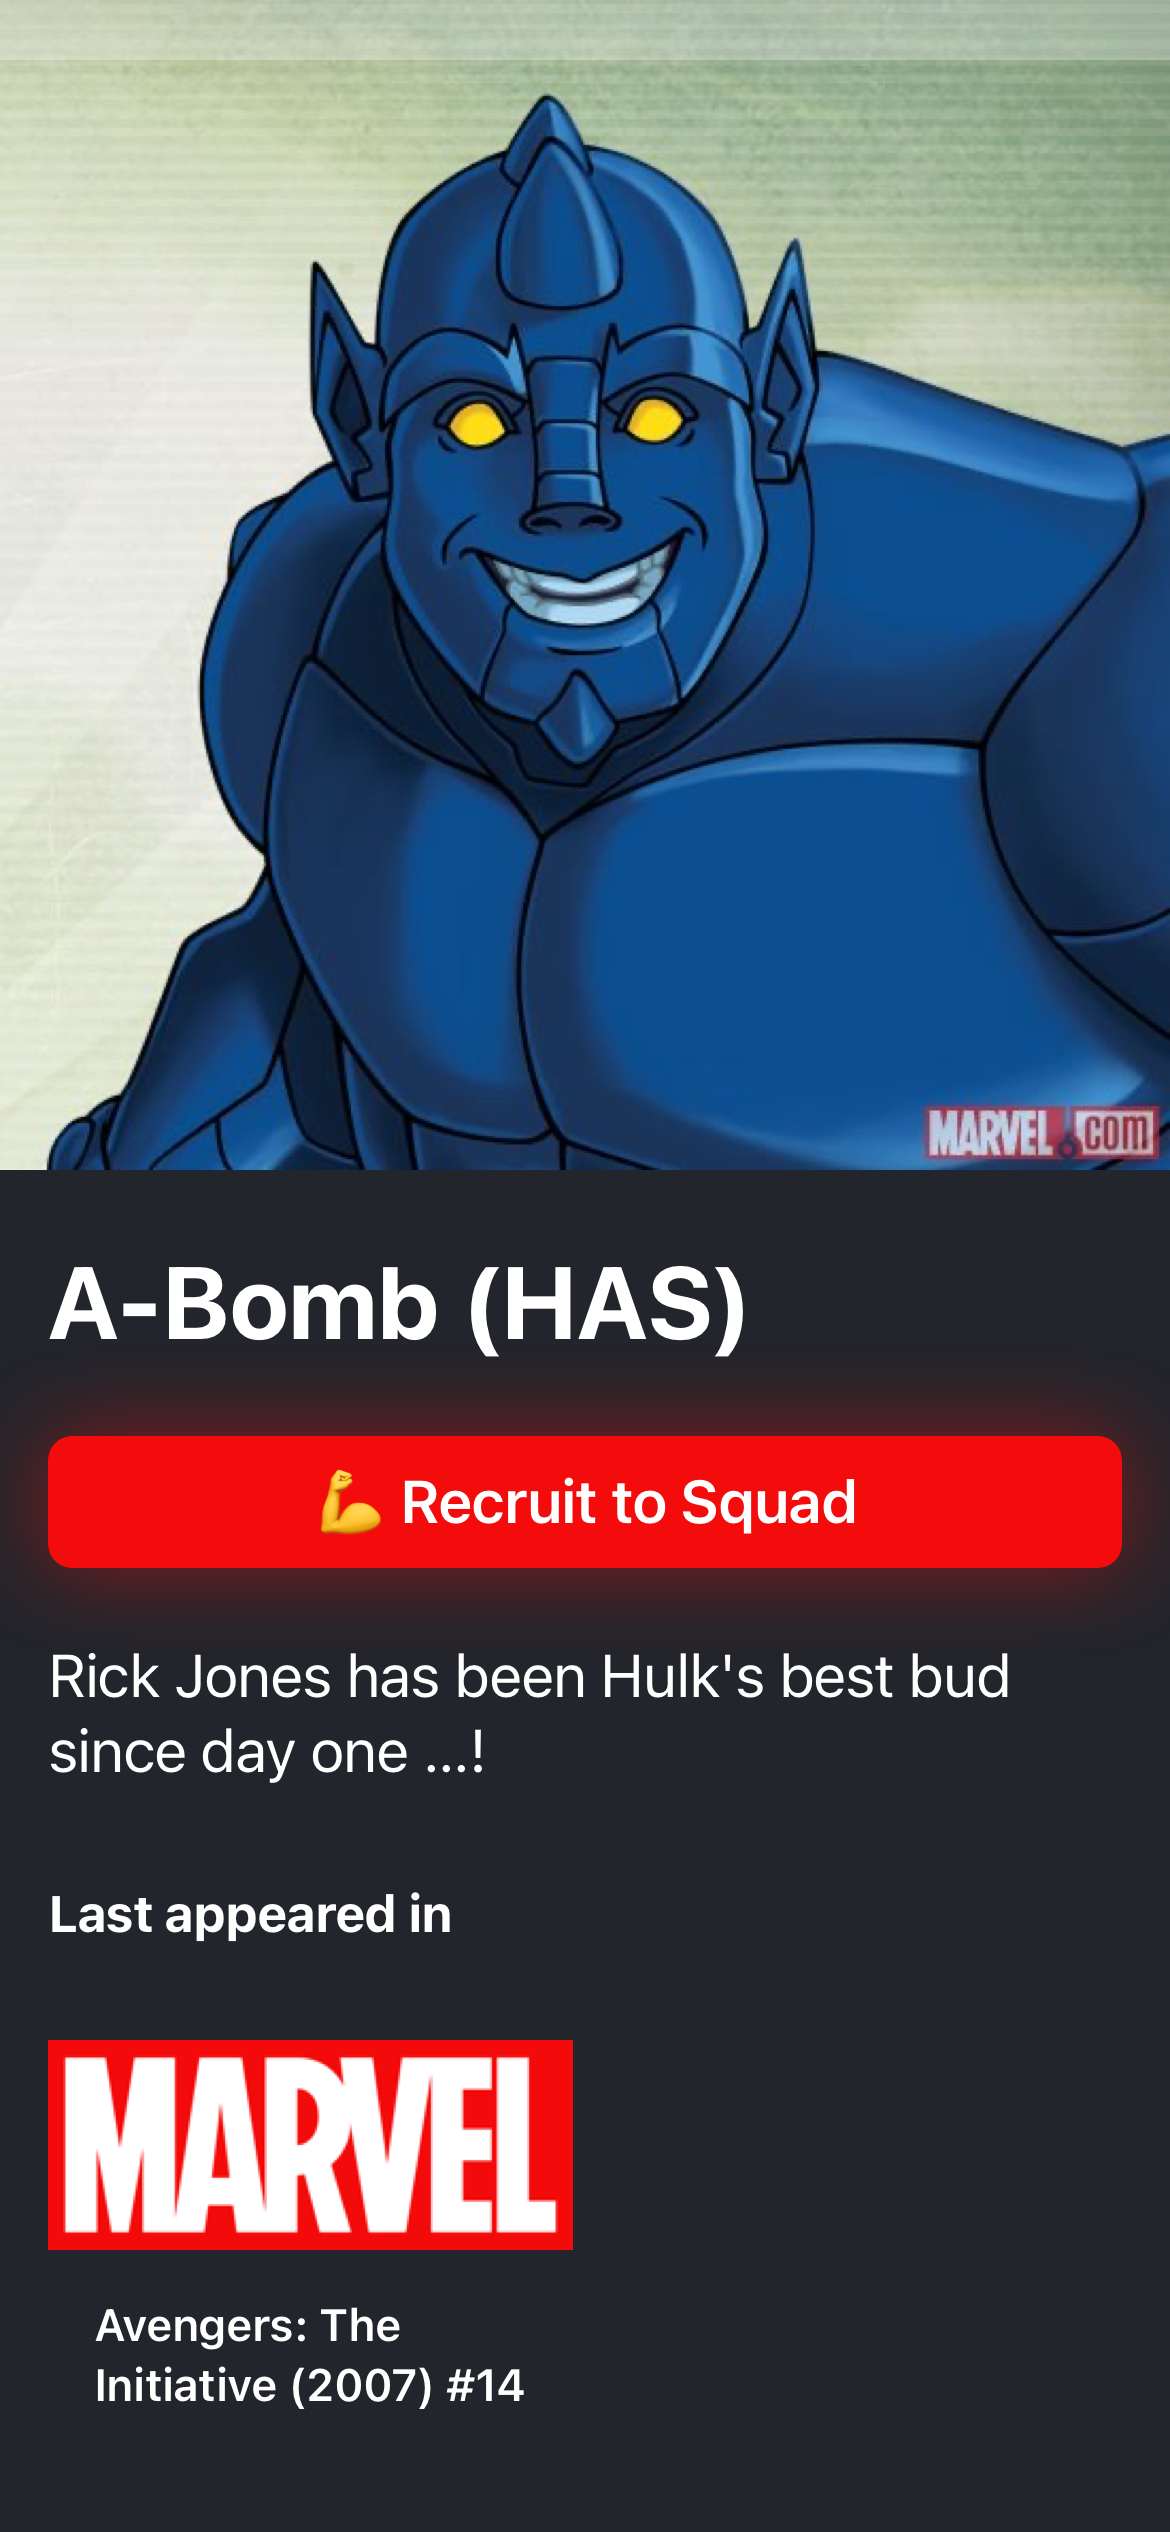 MARVEL.COM
A-Bomb (HAS)
💪 Recruit to Squad
Rick Jones has been Hulk's best bud
since day one ...!
Last appeared in
MARVEL
Avengers: The
Initiative (2007) #14